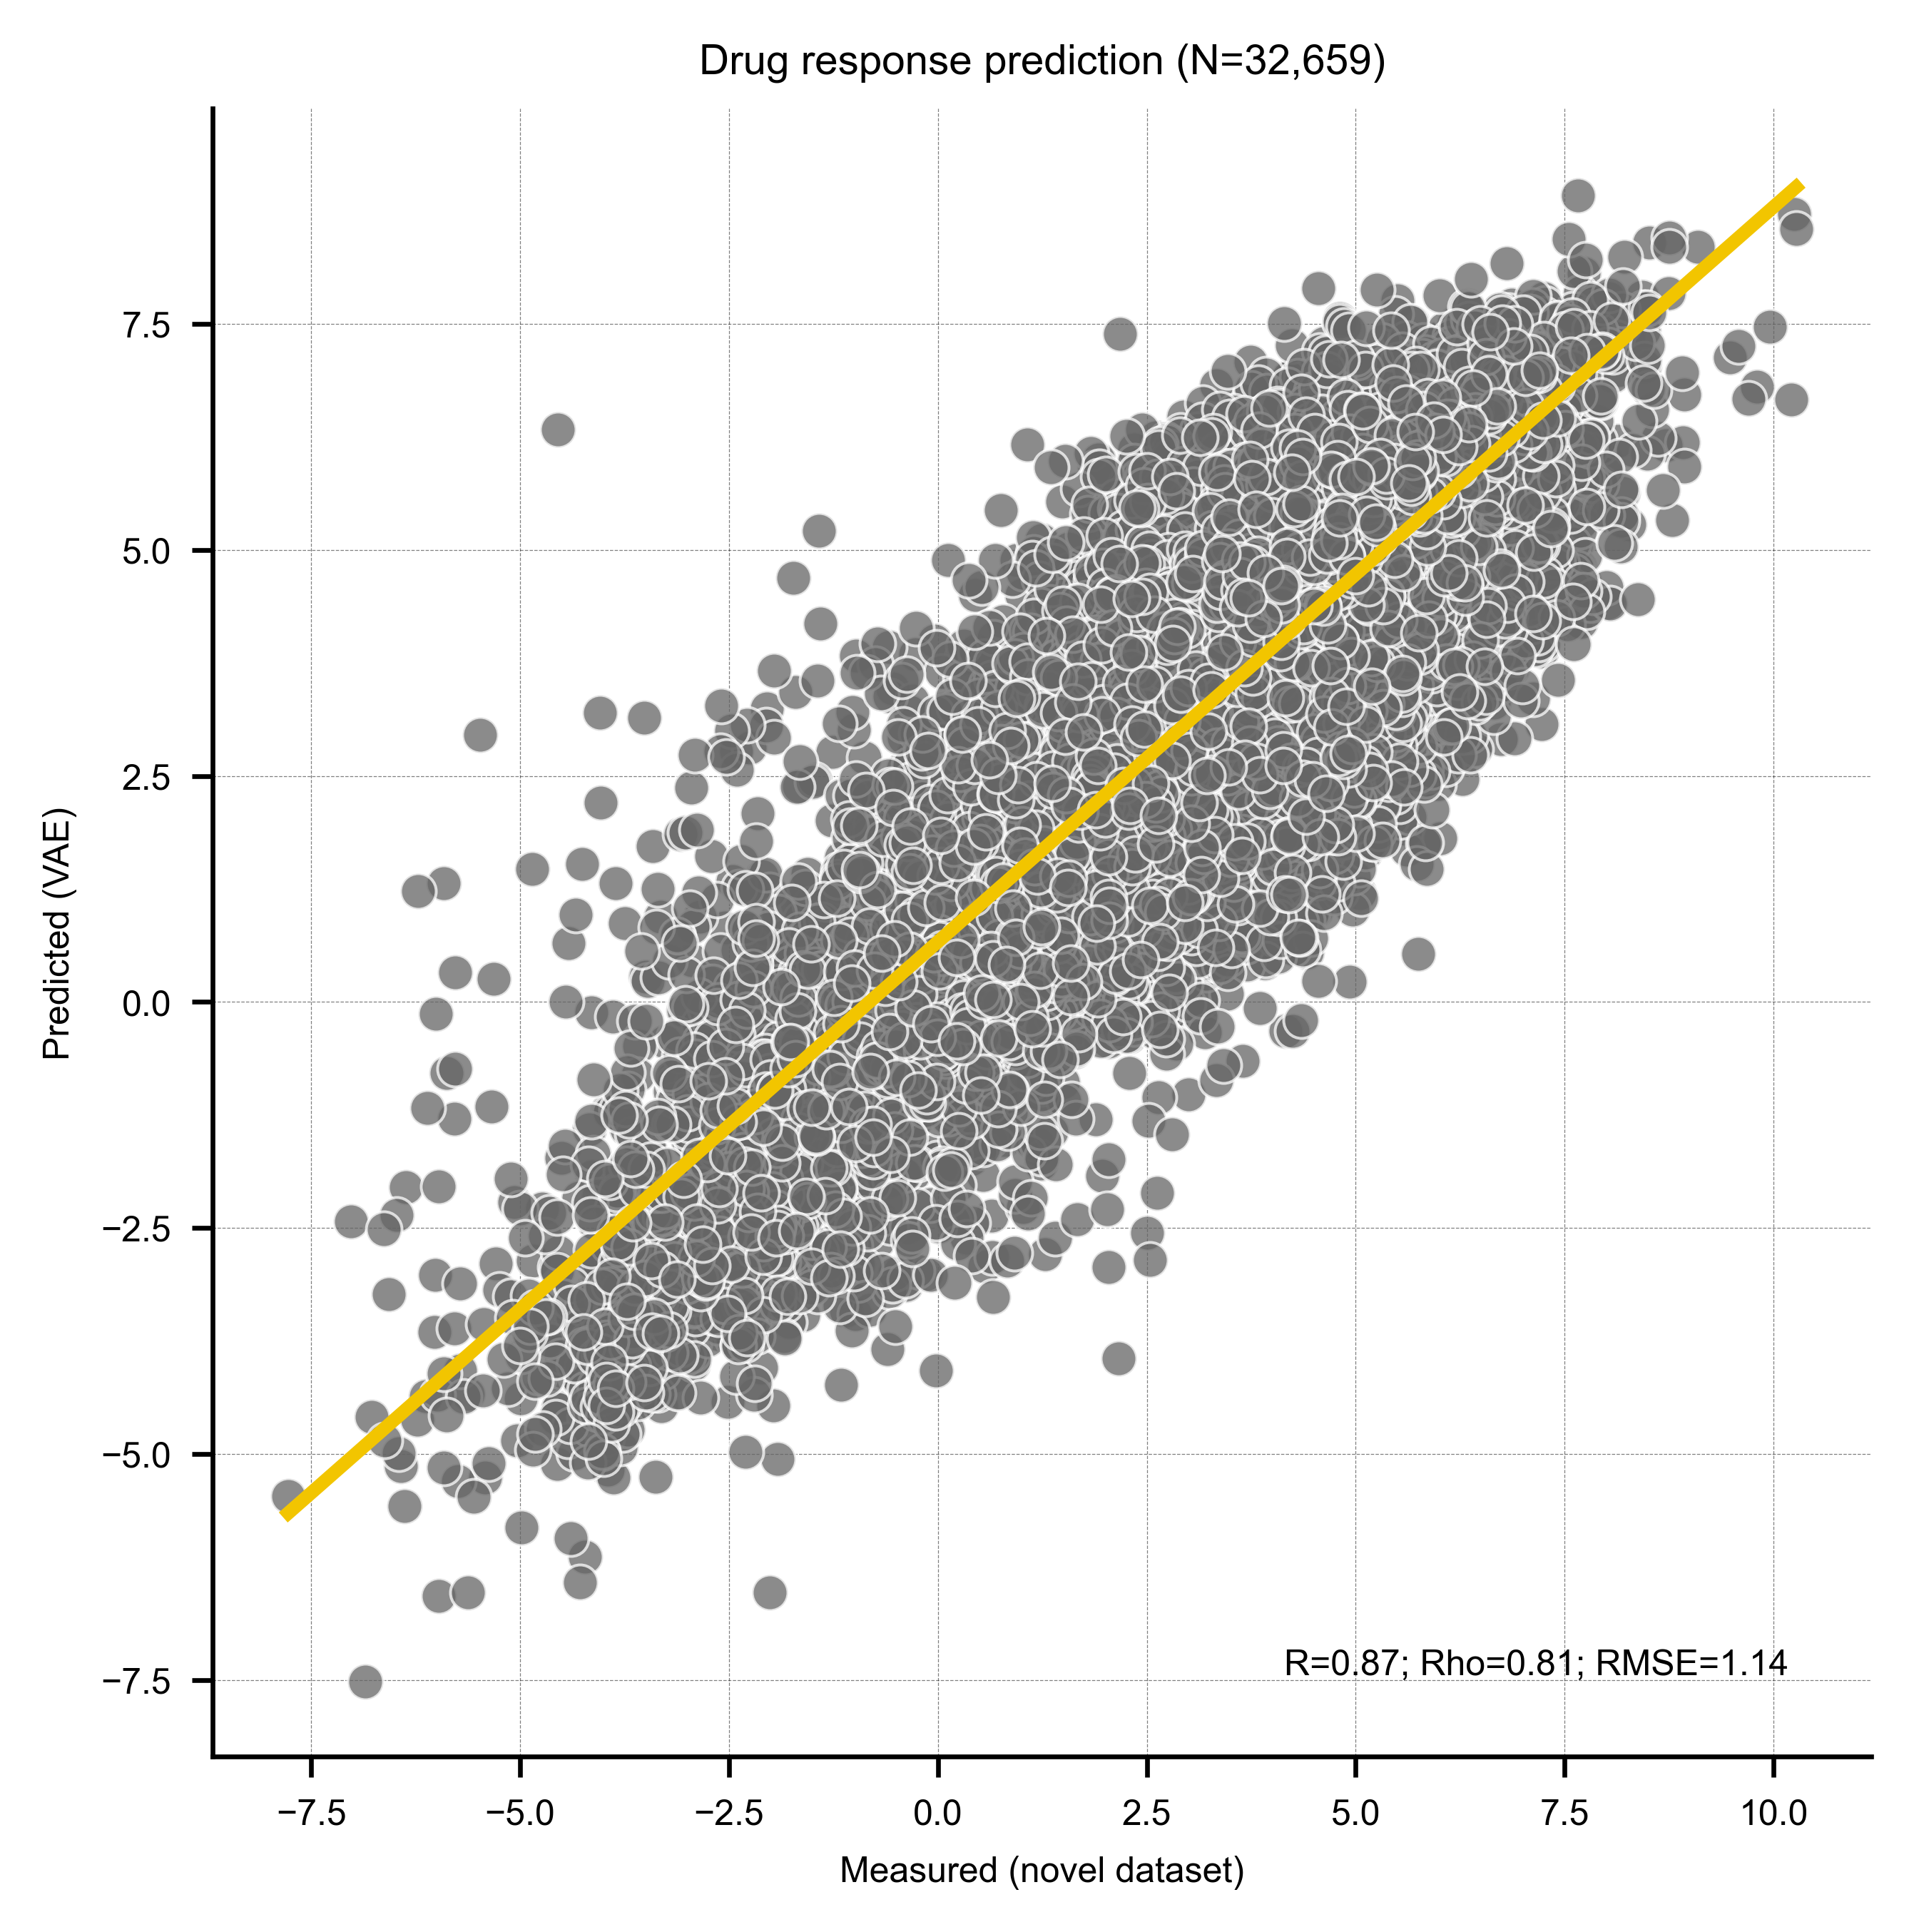 Drug response prediction (N=32,659)
Predicted (VAE)
7.5
5.0
2.5
0.0
−2.5
−5.0
−7.5
R=0.87; Rho=0.81; RMSE=1.14
−7.5 −5.0 −2.5 0.0 2.5 5.0 7.5 10.0
Measured (novel dataset)